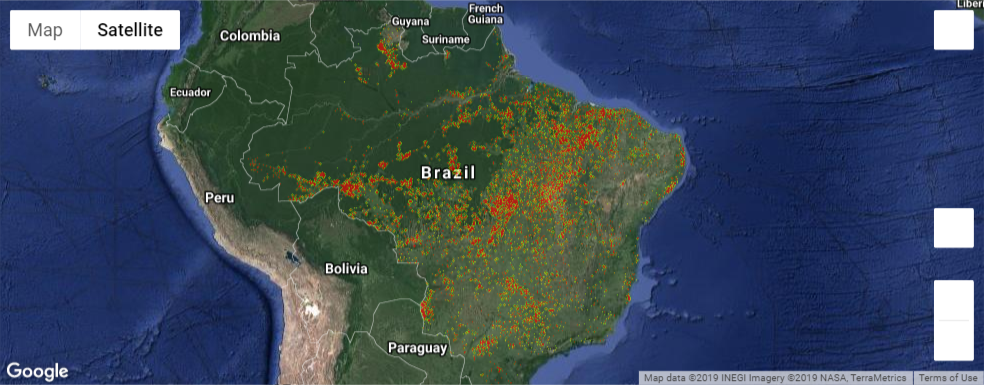 Map
Satellite
Colombia
Guyana
French
Guiana
Suriname
Liber
Ecuador
Brazil
Peru
Bolivia
Paraguay
Google
Map data ©2019 INEGI Imagery ©2019 NASA, TerraMetrics
Terms of Use